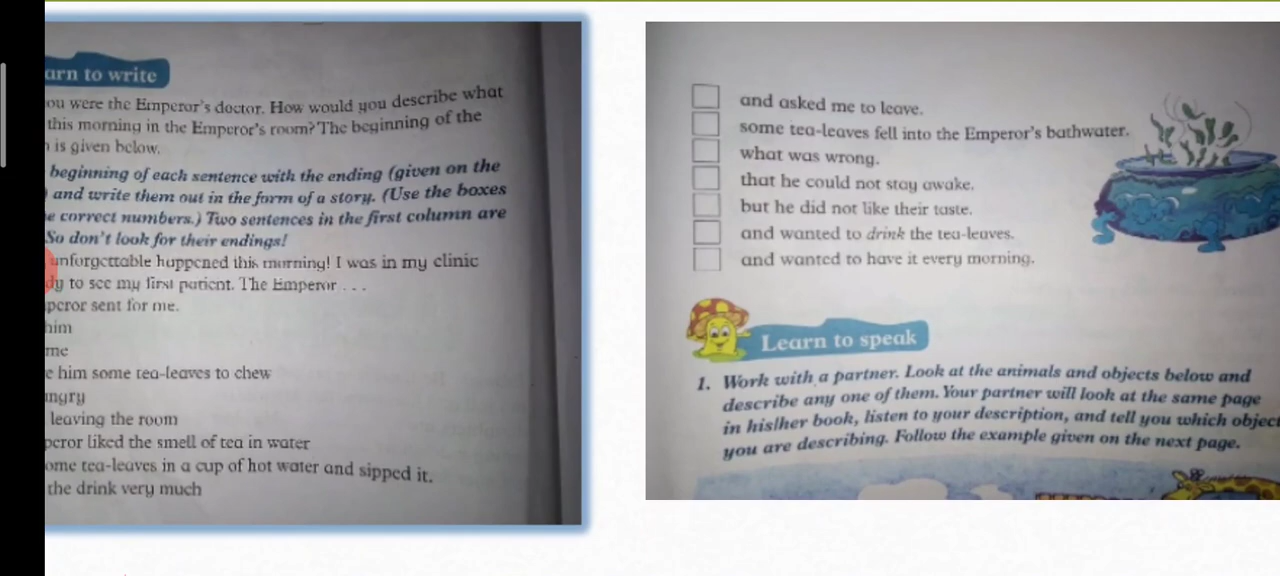 arn to write
ou were the Emperor's doctor. How would you describe what
this morning in the Emperor's room? The beginning of the
is given below.
beginning of each sentence with the ending (given on the
and write them out in the form of a story. (Use the boxes
e correct numbers.) Two sentences in the first column are
So don't look for their endings!
unforgettable happened this morning! I was in my clinic
dy to see my first patient. The Emperor . . .
peror sent for me.
him
me
e him some tea-leaves to chew
ngry
leaving the room
peror liked the smell of tea in water
ome tea-leaves in a cup of hot water and sipped it.
the drink very much
and asked me to leave.
some tea-leaves fell into the Emperor's bathwater.
what was wrong.
that he could not stay awake.
but he did not like their taste.
and wanted to drink the tea-leaves.
and wanted to have it every morning.
Learn to speak
1. Work with a partner. Look at the animals and objects below and
describe any one of them. Your partner will look at the same page
in his/her book, listen to your description, and tell you which object
you are describing. Follow the example given on the next page.